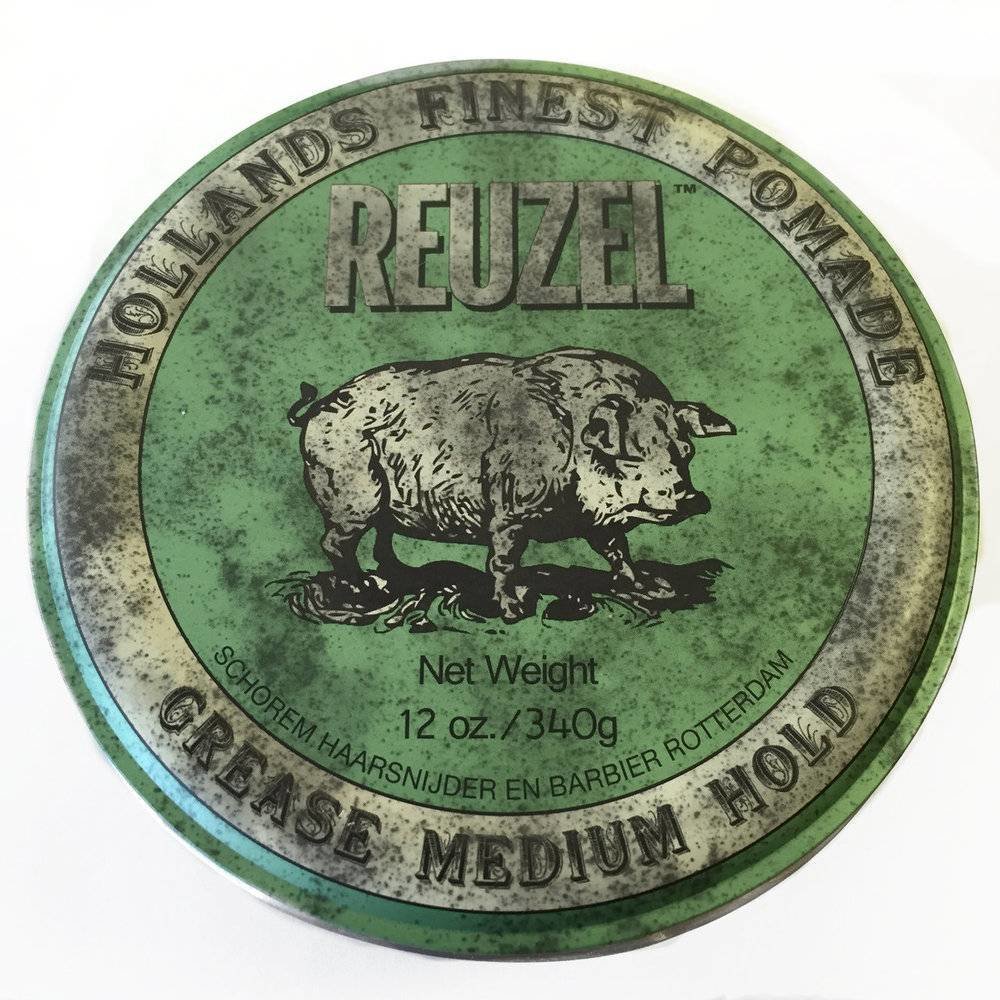 HOLLANDS FINEST POMADE
REUZEL™
Net Weight
12 oz./340g
SCHOREM HAARSNIJDER EN BARBIER ROTTERDAM
GREASE MEDIUM HOLD